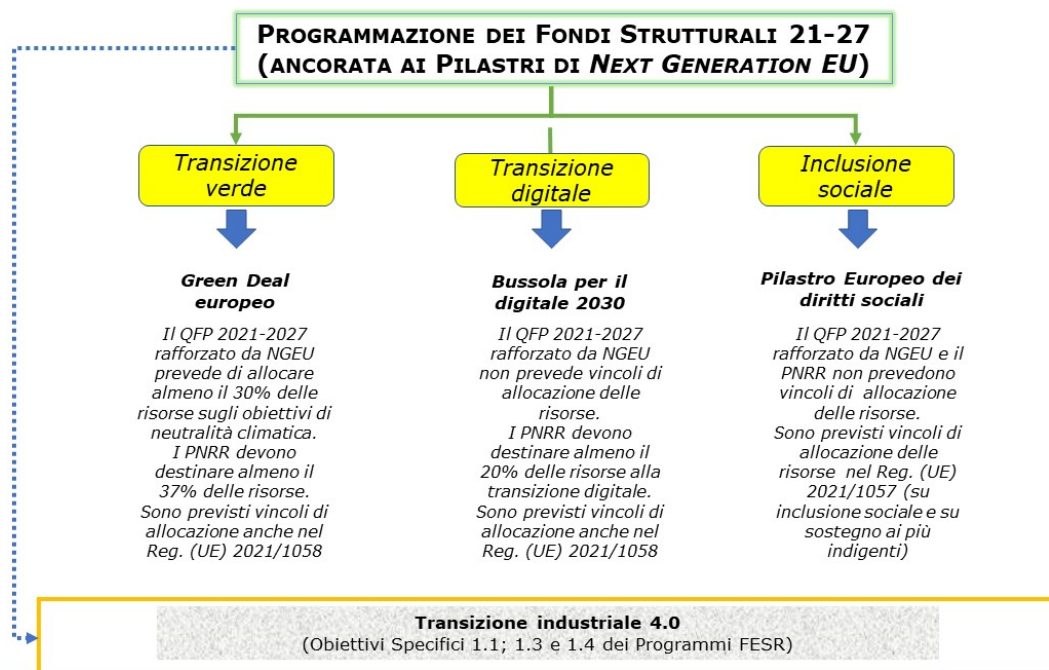 PROGRAMMAZIONE DEI FONDI STRUTTURALI 21-27
(ANCORATA AI PILASTRI DI NEXT GENERATION EU)
Transizione
verde
Green Deal
europeo
Il QFP 2021-2027
rafforzato da NGEU
prevede di allocare
almeno il 30% delle
risorse sugli obiettivi di
neutralità climatica.
I PNRR devono
destinare almeno il
37% delle risorse.
Sono previsti vincoli di
allocazione anche nel
Reg. (UE) 2021/1058
Transizione
digitale
Bussola per il
digitale 2030
Il QFP 2021-2027
rafforzato da NGEU
non prevede vincoli di
allocazione delle
risorse.
I PNRR devono
destinare almeno il
20% delle risorse alla
transizione digitale.
Sono previsti vincoli di
allocazione anche nel
Reg. (UE) 2021/1058
Inclusione
sociale
Pilastro Europeo dei
diritti sociali
Il QFP 2021-2027
rafforzato da NGEU e il
PNRR non prevedono
vincoli di allocazione
delle risorse.
Sono previsti vincoli di
allocazione delle
risorse nel Reg. (UE)
2021/1057 (su
inclusione sociale e su
sostegno ai più
indigenti)
Transizione industriale 4.0
(Obiettivi Specifici 1.1; 1.3 e 1.4 dei Programmi FESR)